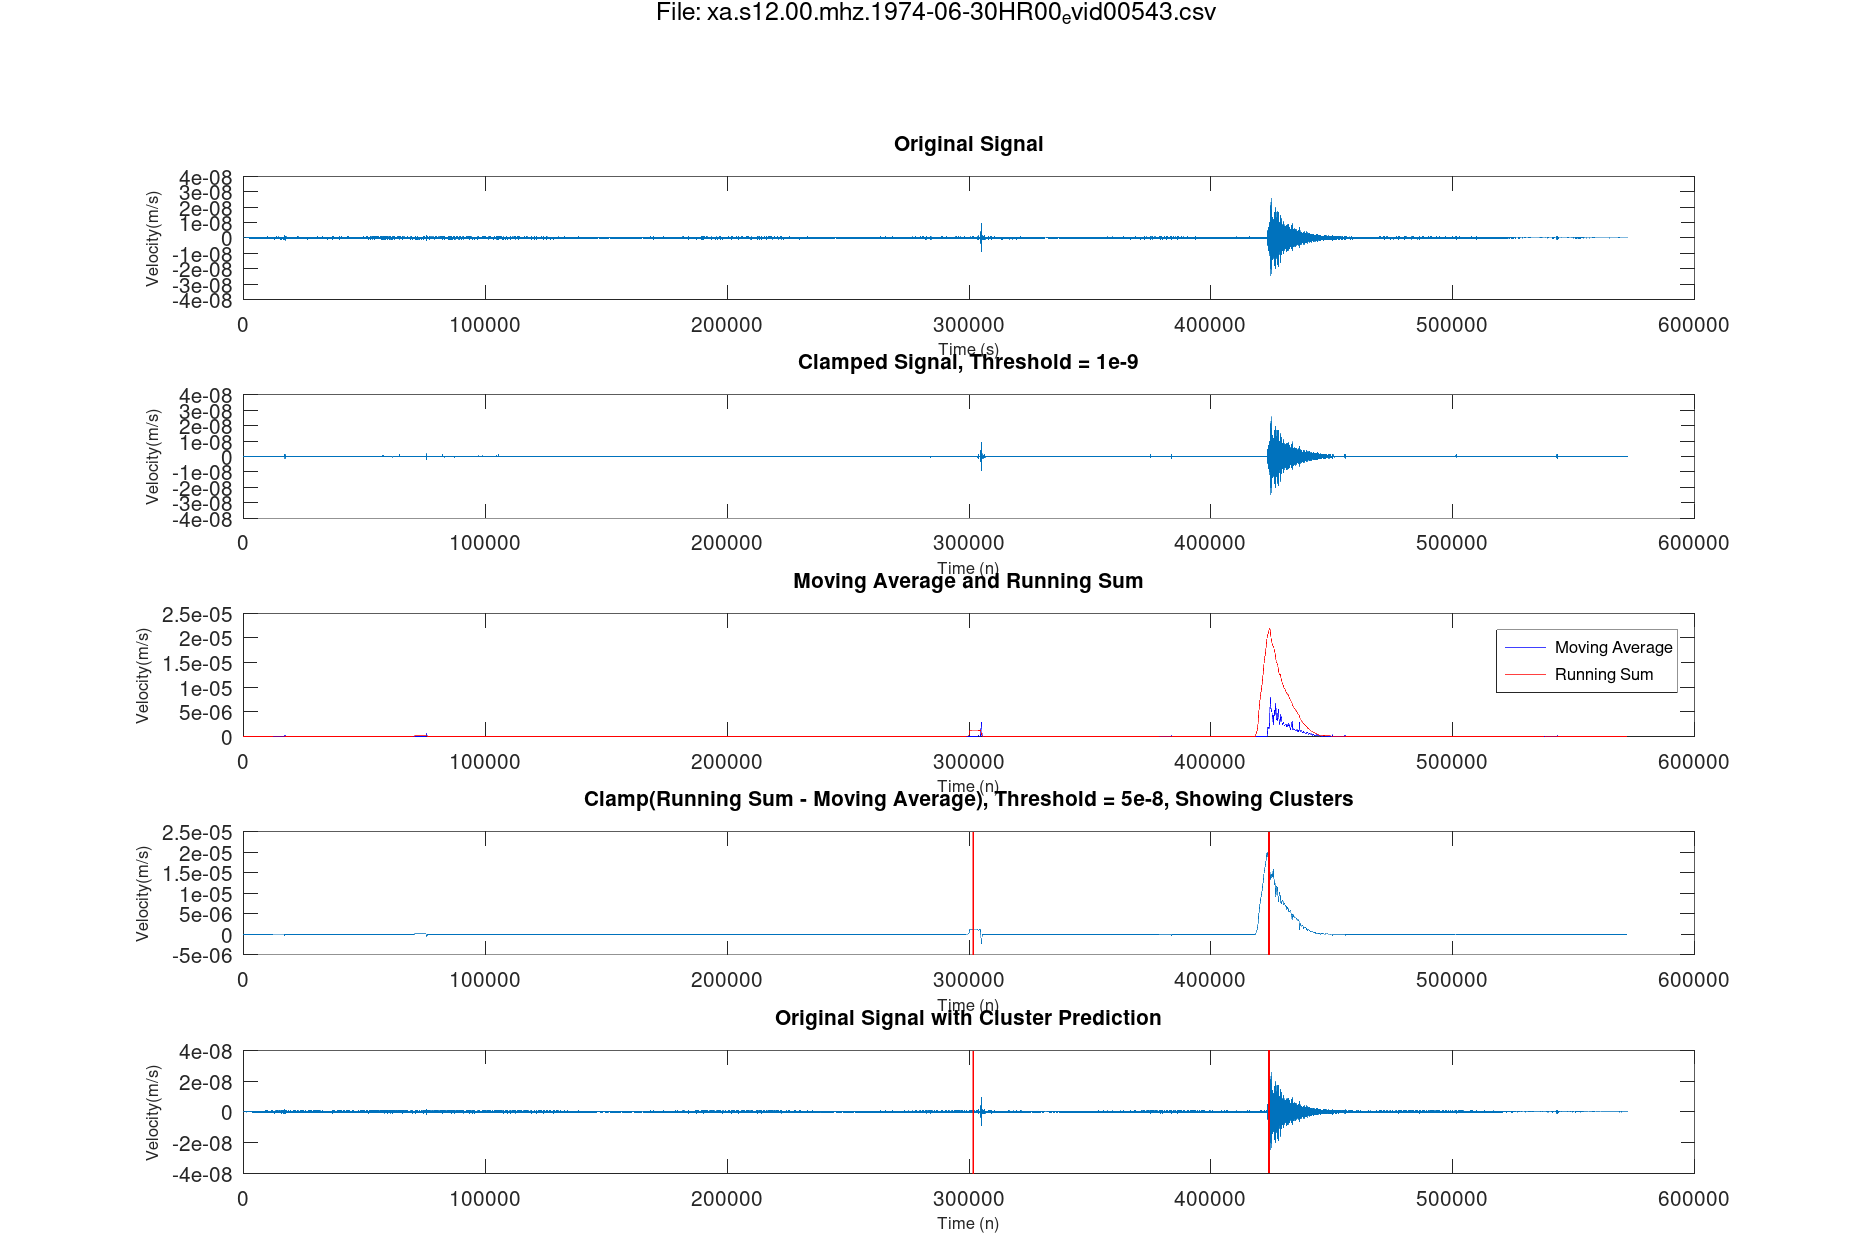 File: xa.s12.00.mhz.1974-06-30HR00evid00543.csv
Original Signal
Velocity(m/s)
4e-08
3e-08
2e-08
1e-08
0
-1e-08
-2e-08
-3e-08
-4e-08
0 100000 200000 300000 400000 500000 600000
Time (s)
Clamped Signal, Threshold = 1e-9
Velocity(m/s)
4e-08
3e-08
2e-08
1e-08
0
-1e-08
-2e-08
-3e-08
-4e-08
0 100000 200000 300000 400000 500000 600000
Time (n)
Moving Average and Running Sum
Velocity(m/s)
2.5e-05
2e-05
1.5e-05
1e-05
5e-06
0
Moving Average
Running Sum
0 100000 200000 300000 400000 500000 600000
Time (n)
Clamp(Running Sum - Moving Average), Threshold = 5e-8, Showing Clusters
Velocity(m/s)
2.5e-05
2e-05
1.5e-05
1e-05
5e-06
0
-5e-06
0 100000 200000 300000 400000 500000 600000
Time (n)
Original Signal with Cluster Prediction
Velocity(m/s)
4e-08
2e-08
0
-2e-08
-4e-08
0 100000 200000 300000 400000 500000 600000
Time (n)